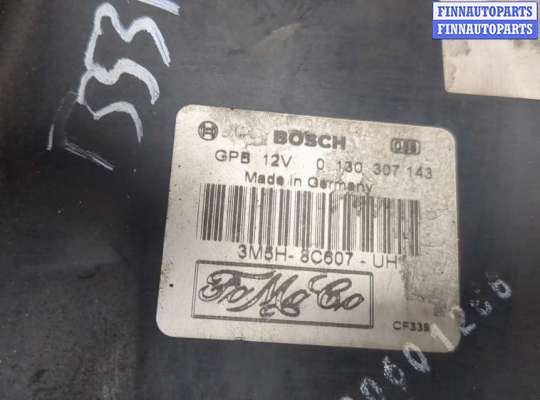 FINNAUTOPARTS
FINNAUTOPARTS
BOSCH
GPB 12V 0 130 307 143
Made in Germany
3M5H-8C607-UH
FoMoCo
CF339